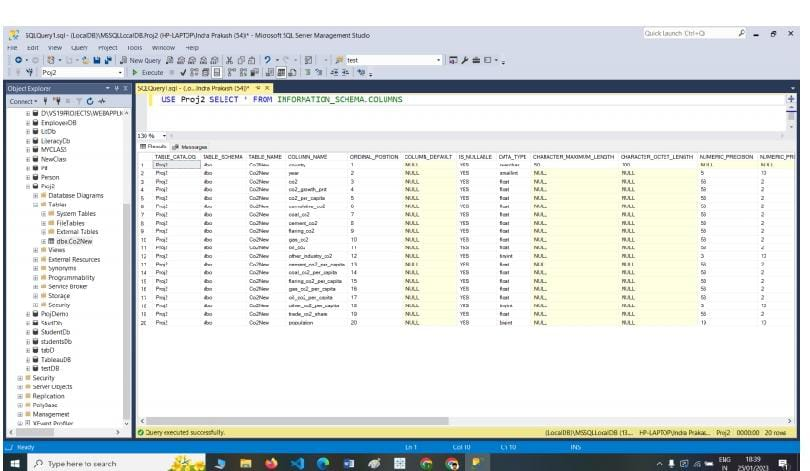 SQLQuery1.sql - (LocalDB)\MSSQLLocalDB.Proj2 (HP-LAPTOP\Indra Prakash (54))* - Microsoft SQL Server Management Studio
Quick Launch (Ctrl+Q)
File Edit View Query Project Tools Window Help
New Query
test
Proj2 Execute
Object Explorer
SQLQuery1.sql - (Lo...Indra Prakash (54))*
Connect
USE Proj2 SELECT * FROM INFORMATION_SCHEMA.COLUMNS
D:\VS19PROJECTS\WEBAPPLI
EmployeeDB
LitDb
LiteracyDb
MYCLASS
NewClass
Person
Proj2
Database Diagrams
Tables
System Tables
FileTables
External Tables
dbo.Co2New
Views
External Resources
Synonyms
Programmability
Service Broker
Storage
Security
ProjDemo
StudDb
StudentDb
studentsDb
tabD
TableauDB
testDB
Security
Server Objects
Replication
PolyBase
Management
XEvent Profiler
130 %
Results Messages
TABLE_CATALOG TABLE_SCHEMA TABLE_NAME COLUMN_NAME ORDINAL_POSITION COLUMN_DEFAULT IS_NULLABLE DATA_TYPE CHARACTER_MAXIMUM_LENGTH CHARACTER_OCTET_LENGTH NUMERIC_PRECISION NUMERIC_PRE
1 Proj2 dbo Co2New country 1 NULL YES nvarchar 50 100 NULL
2 Proj2 dbo Co2New year 2 NULL YES smallint NULL NULL 5 10
3 Proj2 dbo Co2New co2 3 NULL YES float NULL NULL 53 2
4 Proj2 dbo Co2New co2_growth_prct 4 NULL YES float NULL NULL 53 2
5 Proj2 dbo Co2New co2_per_capita 5 NULL YES float NULL NULL 53 2
6 Proj2 dbo Co2New cumulative_co2 6 NULL YES float NULL NULL 53 2
7 Proj2 dbo Co2New coal_co2 7 NULL YES float NULL NULL 53 2
8 Proj2 dbo Co2New cement_co2 8 NULL YES float NULL NULL 53 2
9 Proj2 dbo Co2New flaring_co2 9 NULL YES float NULL NULL 53 2
10 Proj2 dbo Co2New gas_co2 10 NULL YES float NULL NULL 53 2
11 Proj2 dbo Co2New oil_co2 11 NULL YES float NULL NULL 53 2
12 Proj2 dbo Co2New other_industry_co2 12 NULL YES tinyint NULL NULL 3 10
13 Proj2 dbo Co2New cement_co2_per_capita 13 NULL YES float NULL NULL 53 2
14 Proj2 dbo Co2New coal_co2_per_capita 14 NULL YES float NULL NULL 53 2
15 Proj2 dbo Co2New flaring_co2_per_capita 15 NULL YES float NULL NULL 53 2
16 Proj2 dbo Co2New gas_co2_per_capita 16 NULL YES float NULL NULL 53 2
17 Proj2 dbo Co2New oil_co2_per_capita 17 NULL YES float NULL NULL 53 2
18 Proj2 dbo Co2New other_co2_per_capita 18 NULL YES tinyint NULL NULL 3 10
19 Proj2 dbo Co2New trade_co2_share 19 NULL YES float NULL NULL 53 2
20 Proj2 dbo Co2New population 20 NULL YES bigint NULL NULL 19 10
Query executed successfully. (LocalDB)\MSSQLLocalDB (13... HP-LAPTOP\Indra Prakas... Proj2 00:00:00 20 rows
Ready Ln 1 Col 10 Ch 10 INS
Type here to search
ENG 18:39
IN 25/01/2023